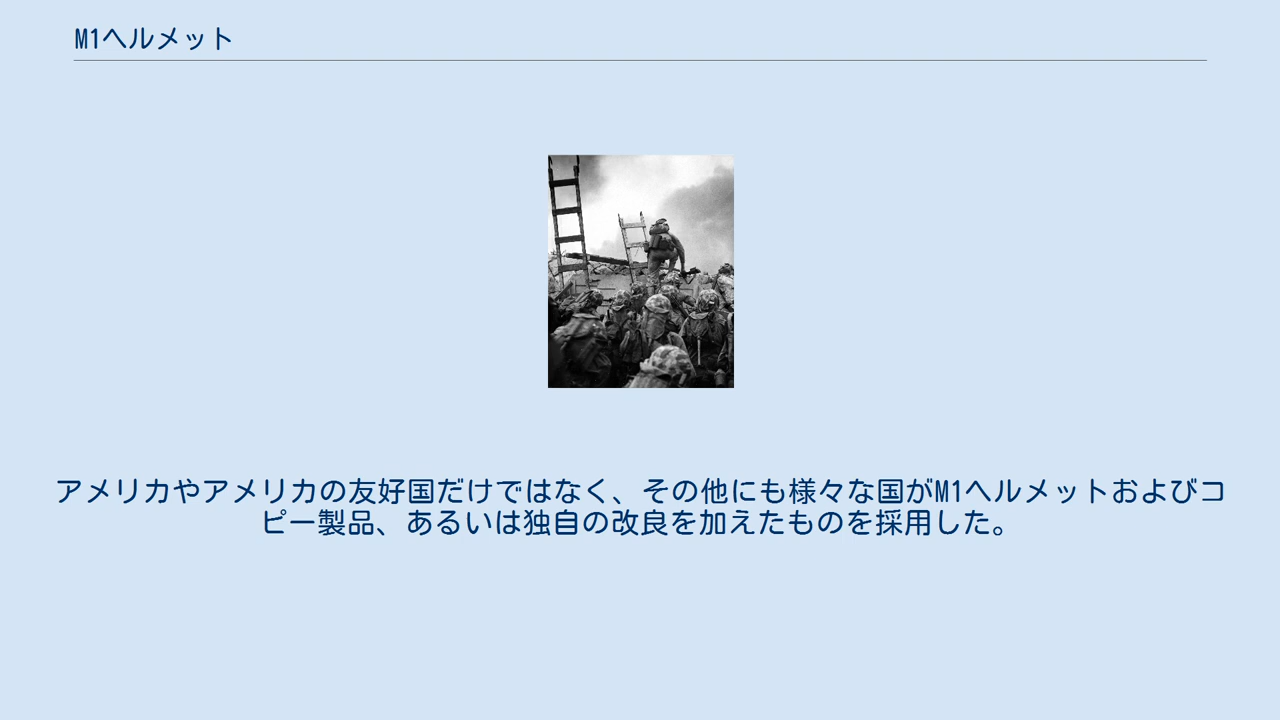 M1ヘルメット
アメリカやアメリカの友好国だけではなく、その他にも様々な国がM1ヘルメットおよびコ
ピー製品、あるいは独自の改良を加えたものを採用した。